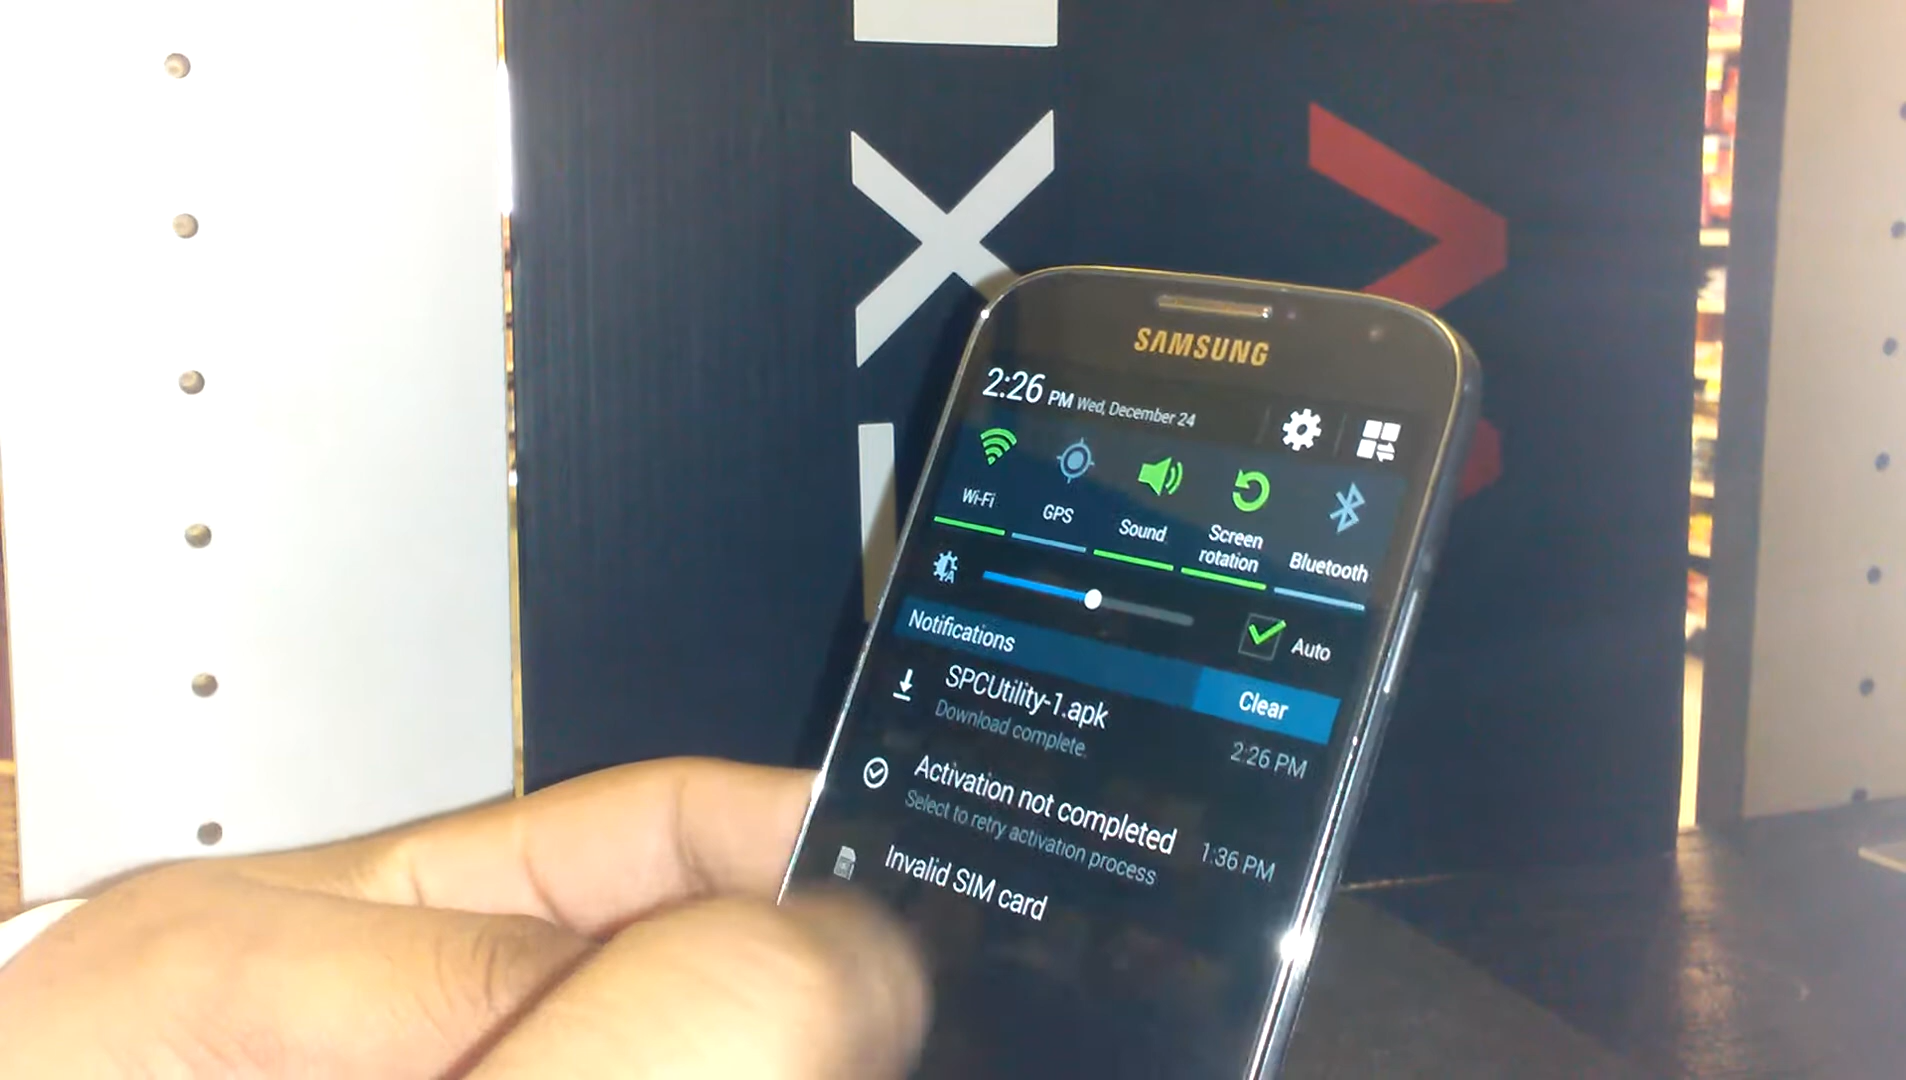 SAMSUNG
2:26 PM Wed, December 24
Wi-Fi
GPS
Sound
Screen
rotation
Bluetooth
A
Auto
Notifications
Clear
SPCUtility-1.apk
Download complete.
2:26 PM
Activation not completed
Select to retry activation process
1:36 PM
Invalid SIM card
X